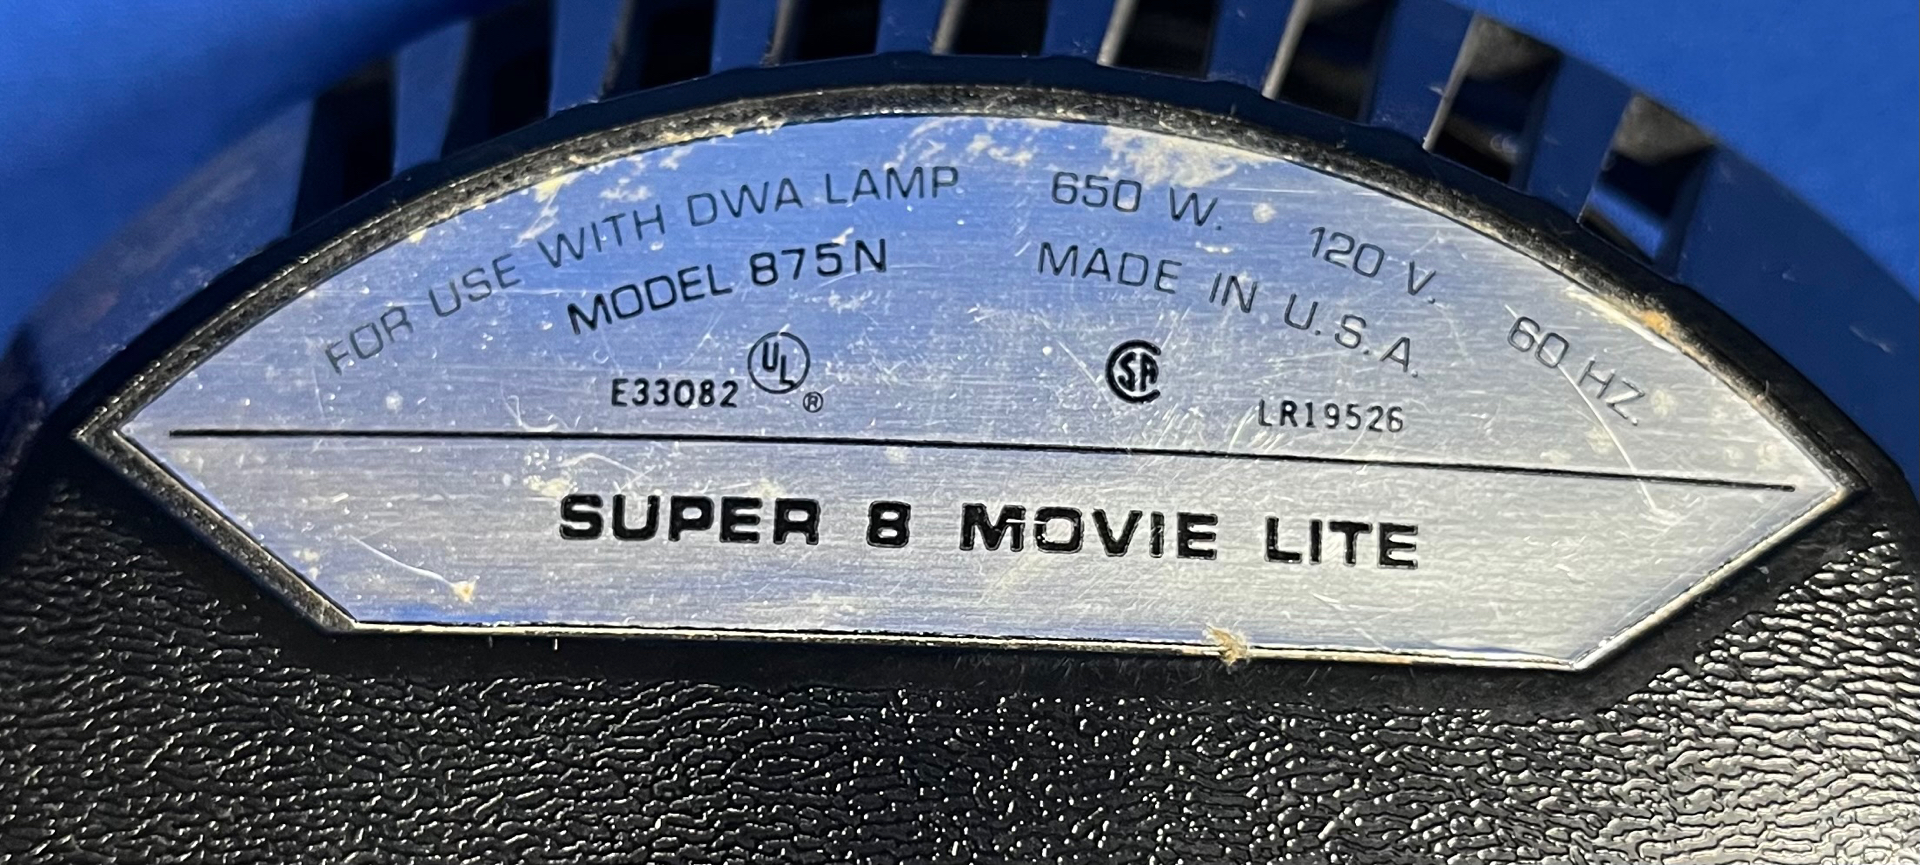 FOR USE WITH DWA LAMP 650 W. 120 V. 60 HZ.
MODEL 875N MADE IN U.S.A.
E33082 UL ® SA LR19526
SUPER 8 MOVIE LITE